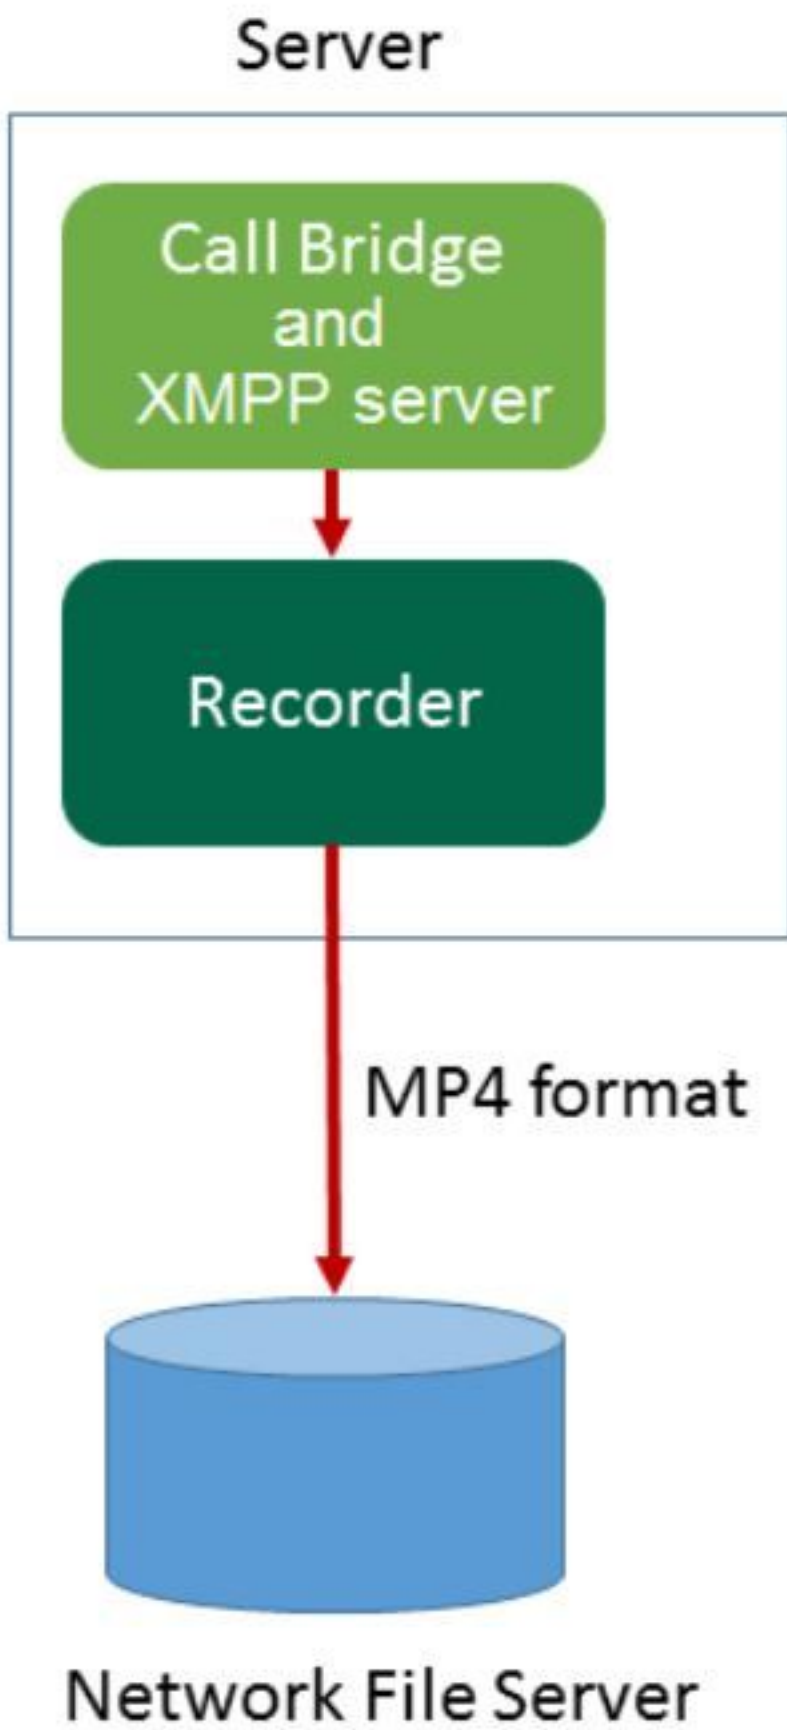 Server
Call Bridge
and
XMPP server
Recorder
MP4 format
Network File Server